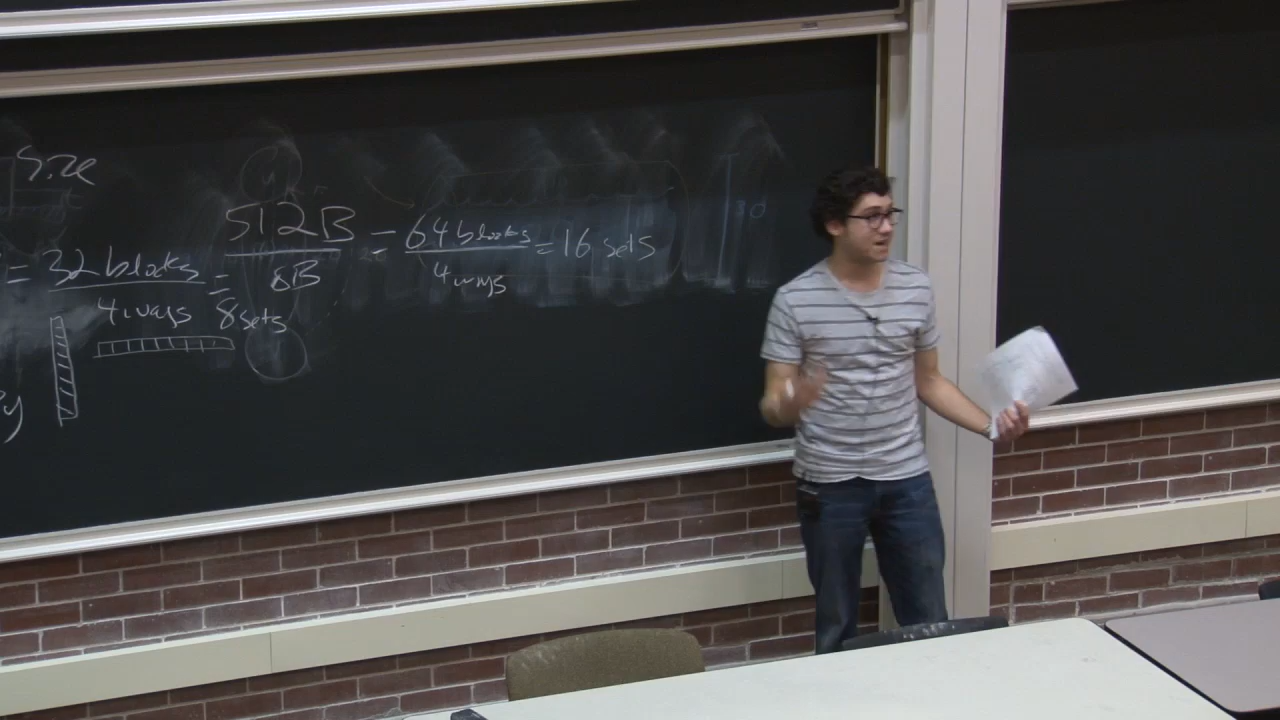 Size
512B = 64 blocks = 16 sets
8B 4 ways
= 32 blocks =
4 ways 8 sets